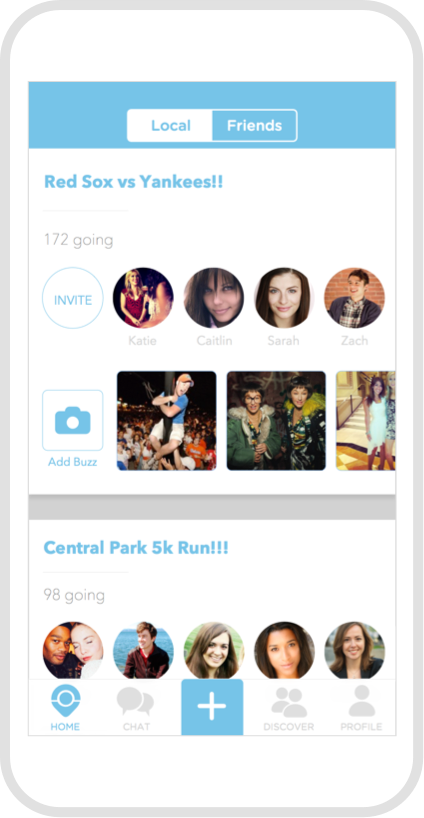 Local Friends
Red Sox vs Yankees!!
172 going
INVITE
Katie Caitlin Sarah Zach
Add Buzz
Central Park 5k Run!!!
98 going
HOME CHAT DISCOVER PROFILE